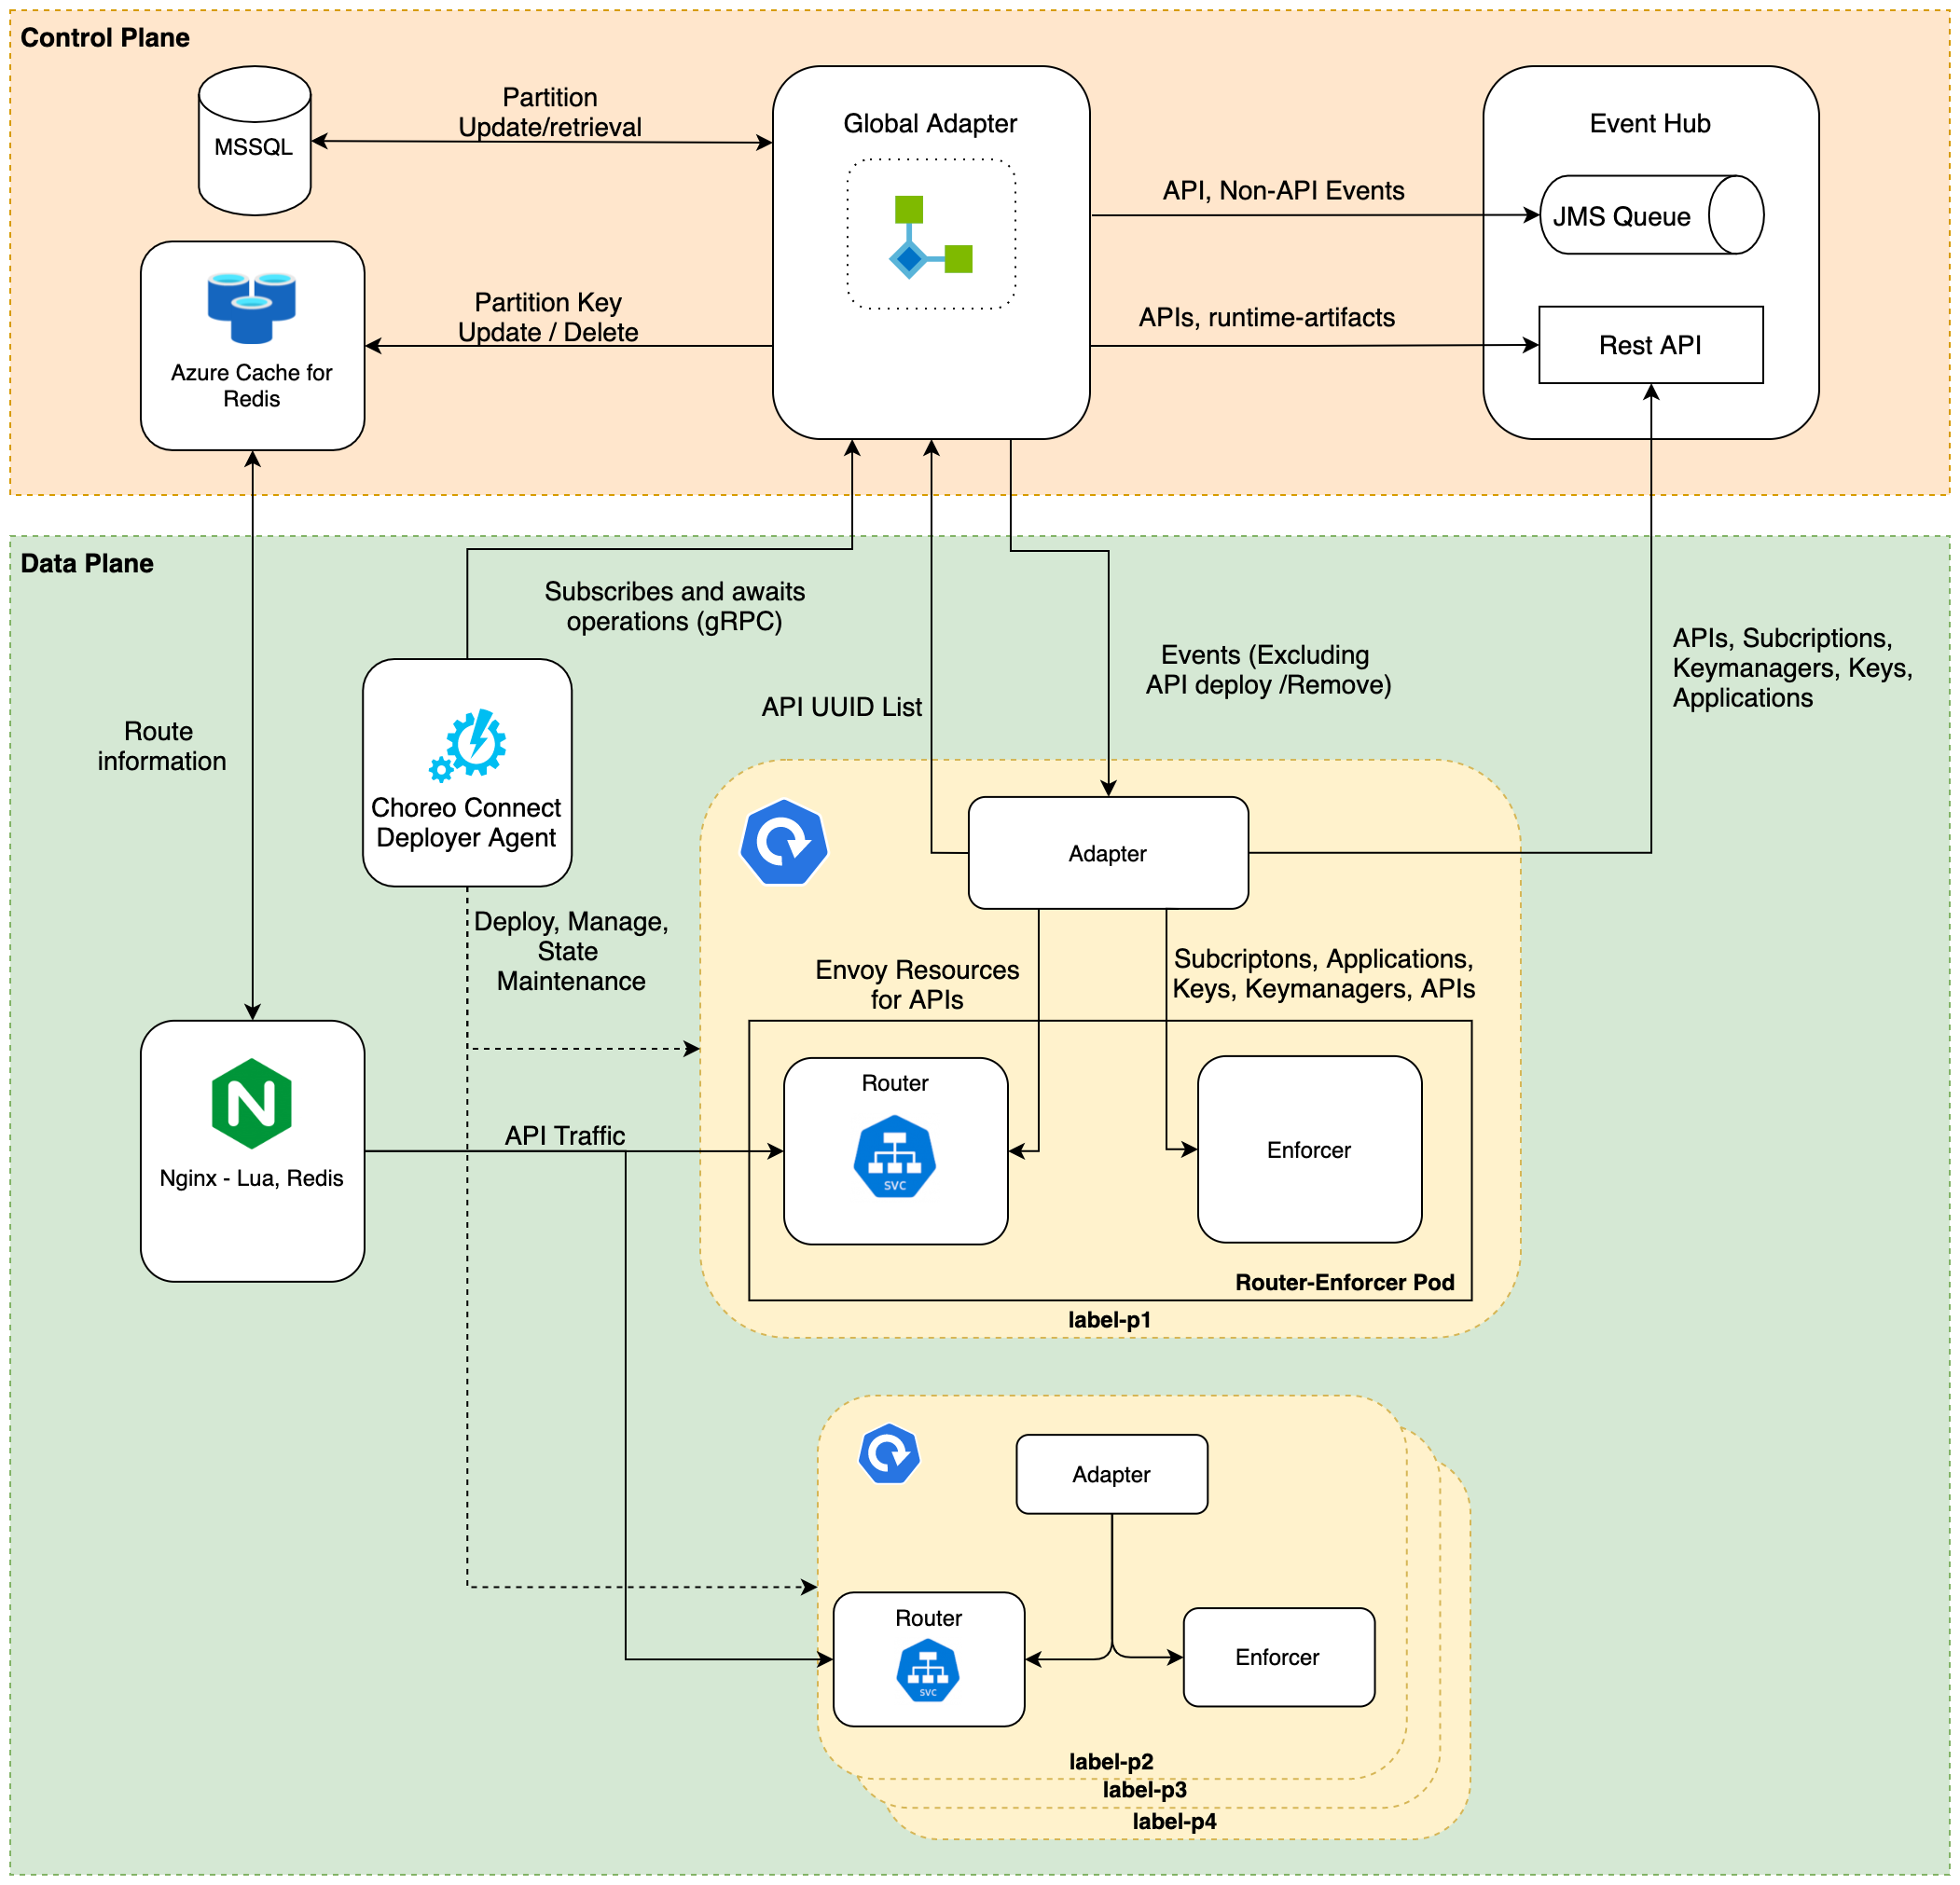 Control Plane
MSSQL
Partition
Update/retrieval
Global Adapter
API, Non-API Events
Event Hub
JMS Queue
Azure Cache for
Redis
Partition Key
Update / Delete
APIs, runtime-artifacts
Rest API
Data Plane
Subscribes and awaits
operations (gRPC)
Route
information
Choreo Connect
Deployer Agent
API UUID List
Events (Excluding
API deploy /Remove)
APIs, Subcriptions,
Keymanagers, Keys,
Applications
Adapter
Deploy, Manage,
State
Maintenance
Envoy Resources
for APIs
Subcriptons, Applications,
Keys, Keymanagers, APIs
Nginx - Lua, Redis
API Traffic
Router
svc
Enforcer
Router-Enforcer Pod
label-p1
Adapter
Router
svc
Enforcer
label-p2
label-p3
label-p4